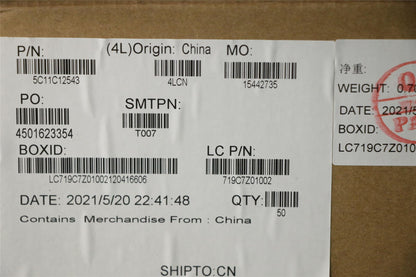 P/N: (4L)Origin: China MO:
5C11C12543 4LCN 15442735
PO: SMTPN:
4501623354 T007
BOXID: LC P/N:
LC719C7Z01002120416606 719C7Z01002
DATE: 2021/5/20 22:41:48 QTY:
50
Contains Merchandise From : China
SHIPTO:CN
净重:
WEIGHT: 0.78
DATE: 2021/5
BOXID:
LC719C7Z010